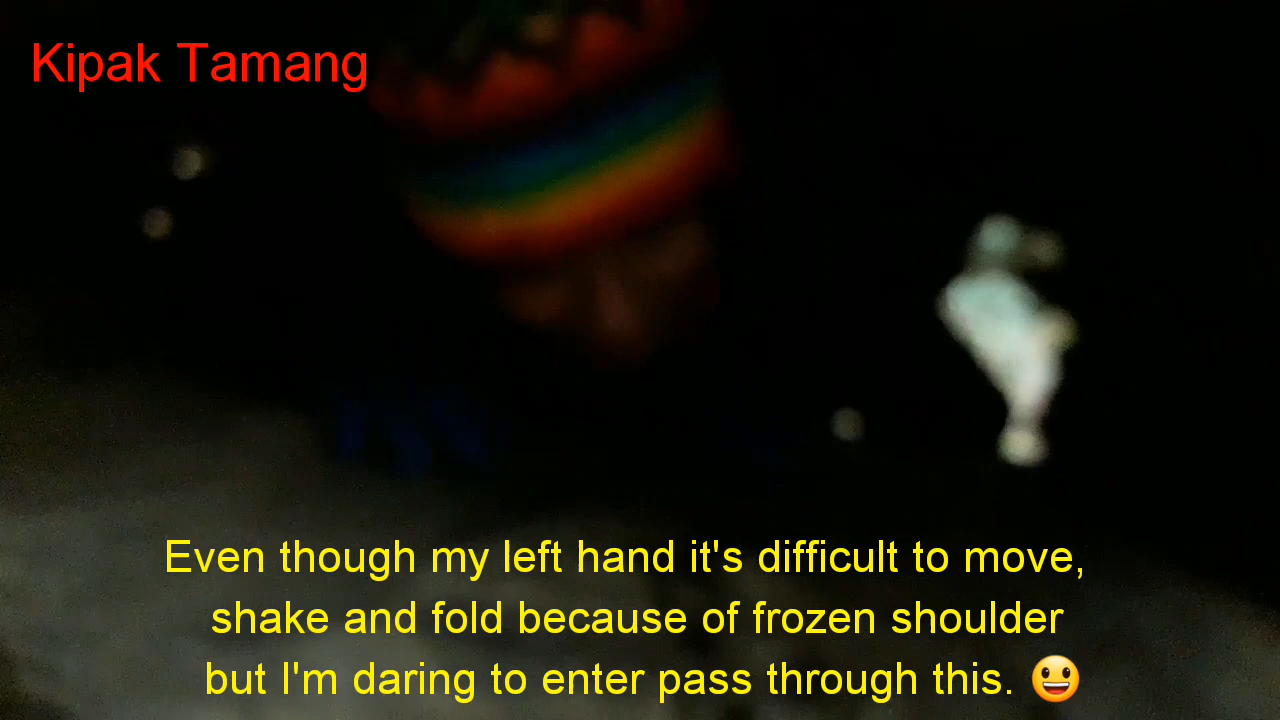 Kipak Tamang
Even though my left hand it's difficult to move,
shake and fold because of frozen shoulder
but I'm daring to enter pass through this. 😃